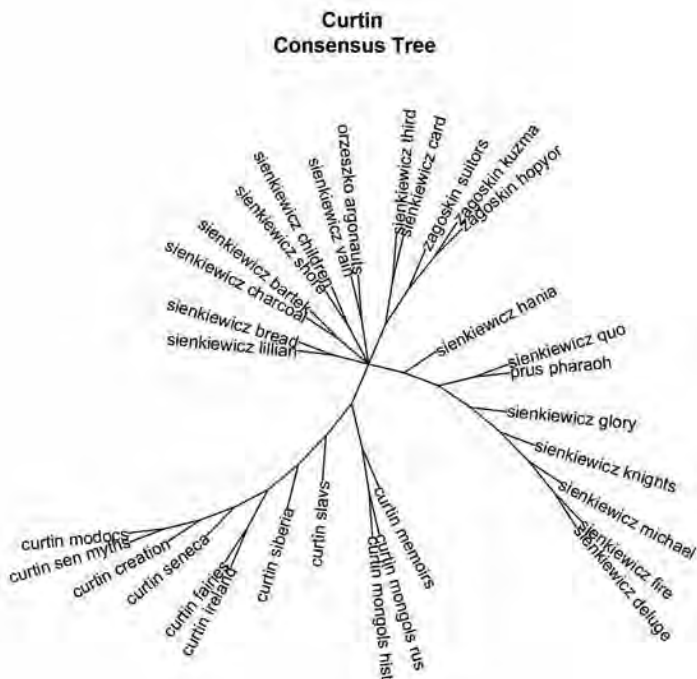 Curtin
Consensus Tree
sienkiewicz third
sienkiewicz card
zagoskin suitors
zagoskin kuzma
zagoskin hopyor
orzeszko argonauts
sienkiewicz vain
sienkiewicz children
sienkiewicz shore
sienkiewicz bartek
sienkiewicz charcoal
sienkiewicz bread
sienkiewicz lillian
sienkiewicz hania
sienkiewicz quo
prus pharaoh
sienkiewicz glory
sienkiewicz knights
sienkiewicz michael
sienkiewicz fire
sienkiewicz deluge
curtin memoirs
curtin mongols rus
curtin mongols hist
curtin slavs
curtin siberia
curtin ireland
curtin fairies
curtin seneca
curtin creation
curtin sen myths
curtin modocs